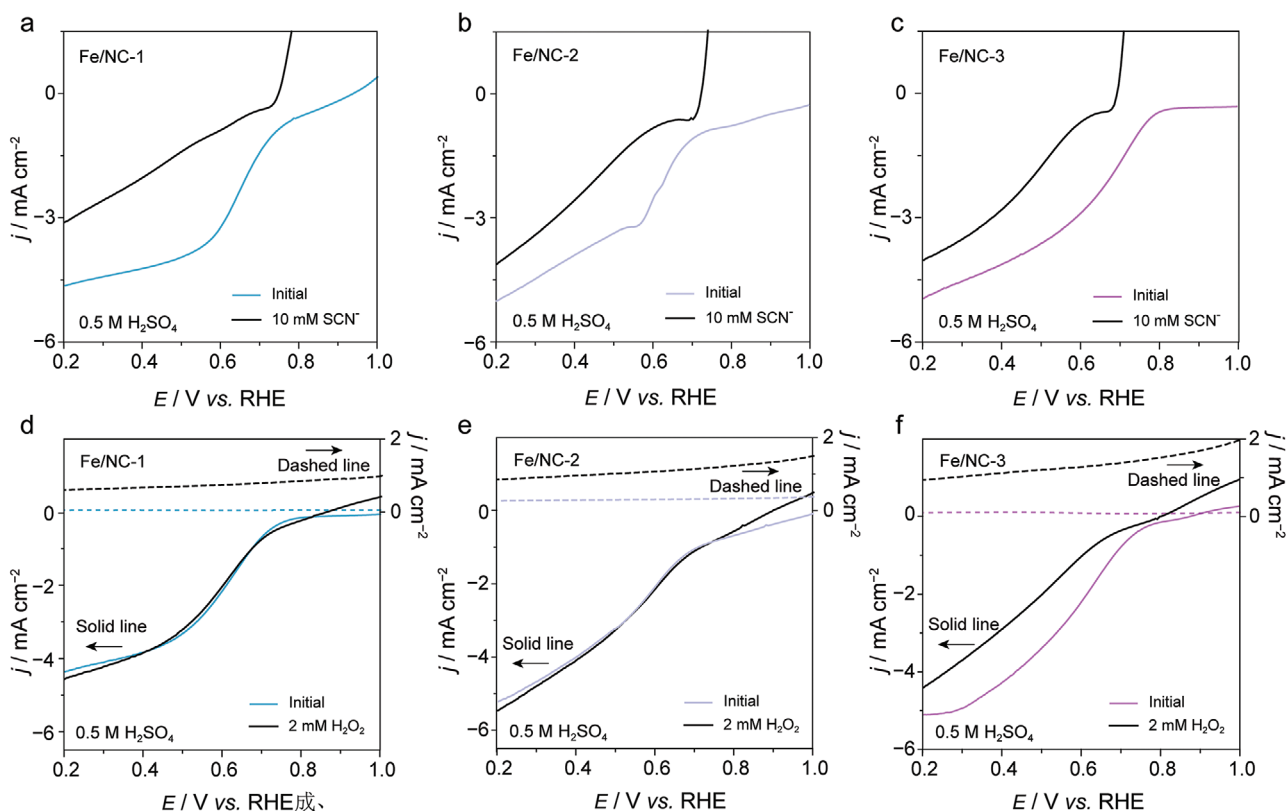 a
Fe/NC-1
0
−3
−6
j / mA cm⁻²
Initial
10 mM SCN⁻
0.5 M H₂SO₄
0.2 0.4 0.6 0.8 1.0
E / V vs. RHE
b
Fe/NC-2
0
−3
−6
j / mA cm⁻²
Initial
10 mM SCN⁻
0.5 M H₂SO₄
0.2 0.4 0.6 0.8 1.0
E / V vs. RHE
c
Fe/NC-3
0
−3
−6
j / mA cm⁻²
Initial
10 mM SCN⁻
0.5 M H₂SO₄
0.2 0.4 0.6 0.8 1.0
E / V vs. RHE
d
Fe/NC-1
Dashed line
2
0
j / mA cm⁻²
0
−2
−4
−6
j / mA cm⁻²
Solid line
Initial
2 mM H₂O₂
0.5 M H₂SO₄
0.2 0.4 0.6 0.8 1.0
E / V vs. RHE成、
e
Fe/NC-2
Dashed line
2
0
j / mA cm⁻²
0
−2
−4
−6
j / mA cm⁻²
Solid line
Initial
2 mM H₂O₂
0.5 M H₂SO₄
0.2 0.4 0.6 0.8 1.0
E / V vs. RHE
f
Fe/NC-3
Dashed line
2
0
j / mA cm⁻²
0
−2
−4
−6
j / mA cm⁻²
Solid line
Initial
2 mM H₂O₂
0.5 M H₂SO₄
0.2 0.4 0.6 0.8 1.0
E / V vs. RHE